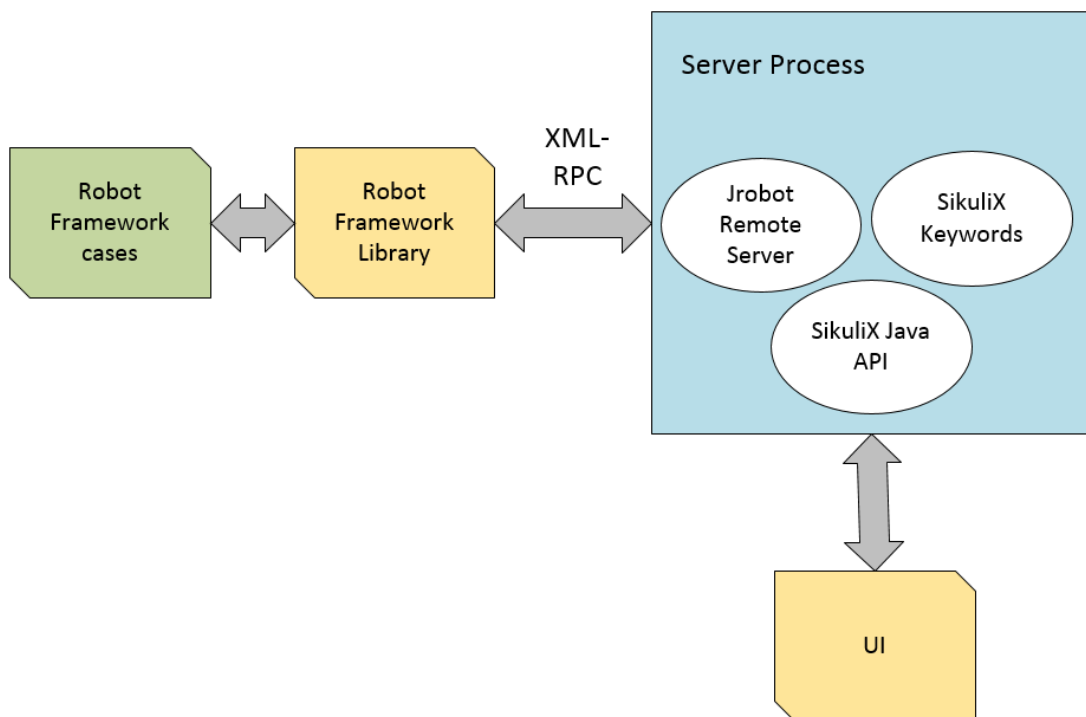 Server Process
XML-
RPC
Robot
Framework
cases
Robot
Framework
Library
Jrobot
Remote
Server
SikuliX
Keywords
SikuliX Java
API
UI